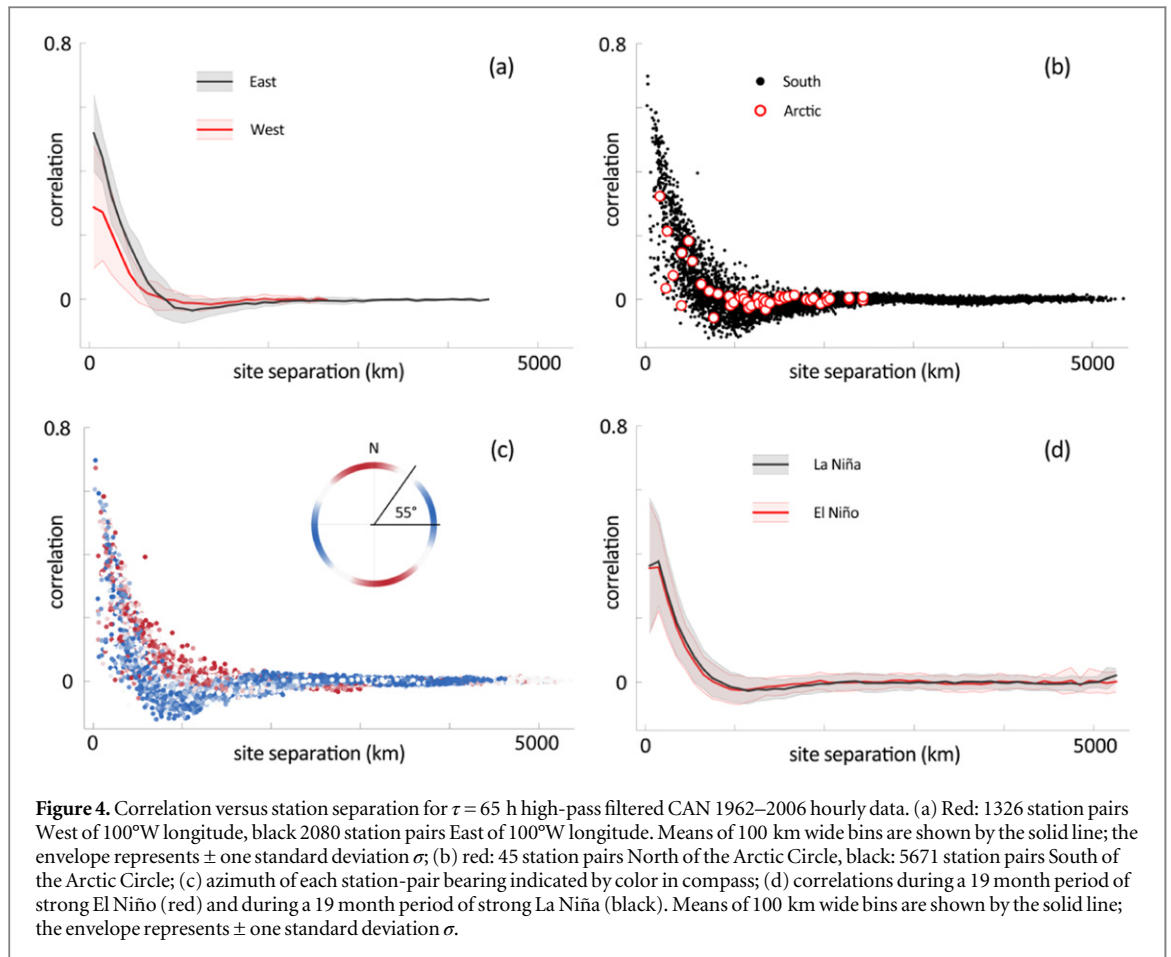 0.8
(a)
East
West
correlation
0
0
5000
site separation (km)
0.8
(b)
South
Arctic
correlation
0
0
5000
site separation (km)
0.8
(c)
N
55°
correlation
0
0
5000
site separation (km)
0.8
(d)
La Niña
El Niño
correlation
0
0
5000
site separation (km)
Figure 4. Correlation versus station separation for τ = 65 h high-pass filtered CAN 1962–2006 hourly data. (a) Red: 1326 station pairs
West of 100°W longitude, black 2080 station pairs East of 100°W longitude. Means of 100 km wide bins are shown by the solid line; the
envelope represents ± one standard deviation σ; (b) red: 45 station pairs North of the Arctic Circle, black: 5671 station pairs South of
the Arctic Circle; (c) azimuth of each station-pair bearing indicated by color in compass; (d) correlations during a 19 month period of
strong El Niño (red) and during a 19 month period of strong La Niña (black). Means of 100 km wide bins are shown by the solid line;
the envelope represents ± one standard deviation σ.